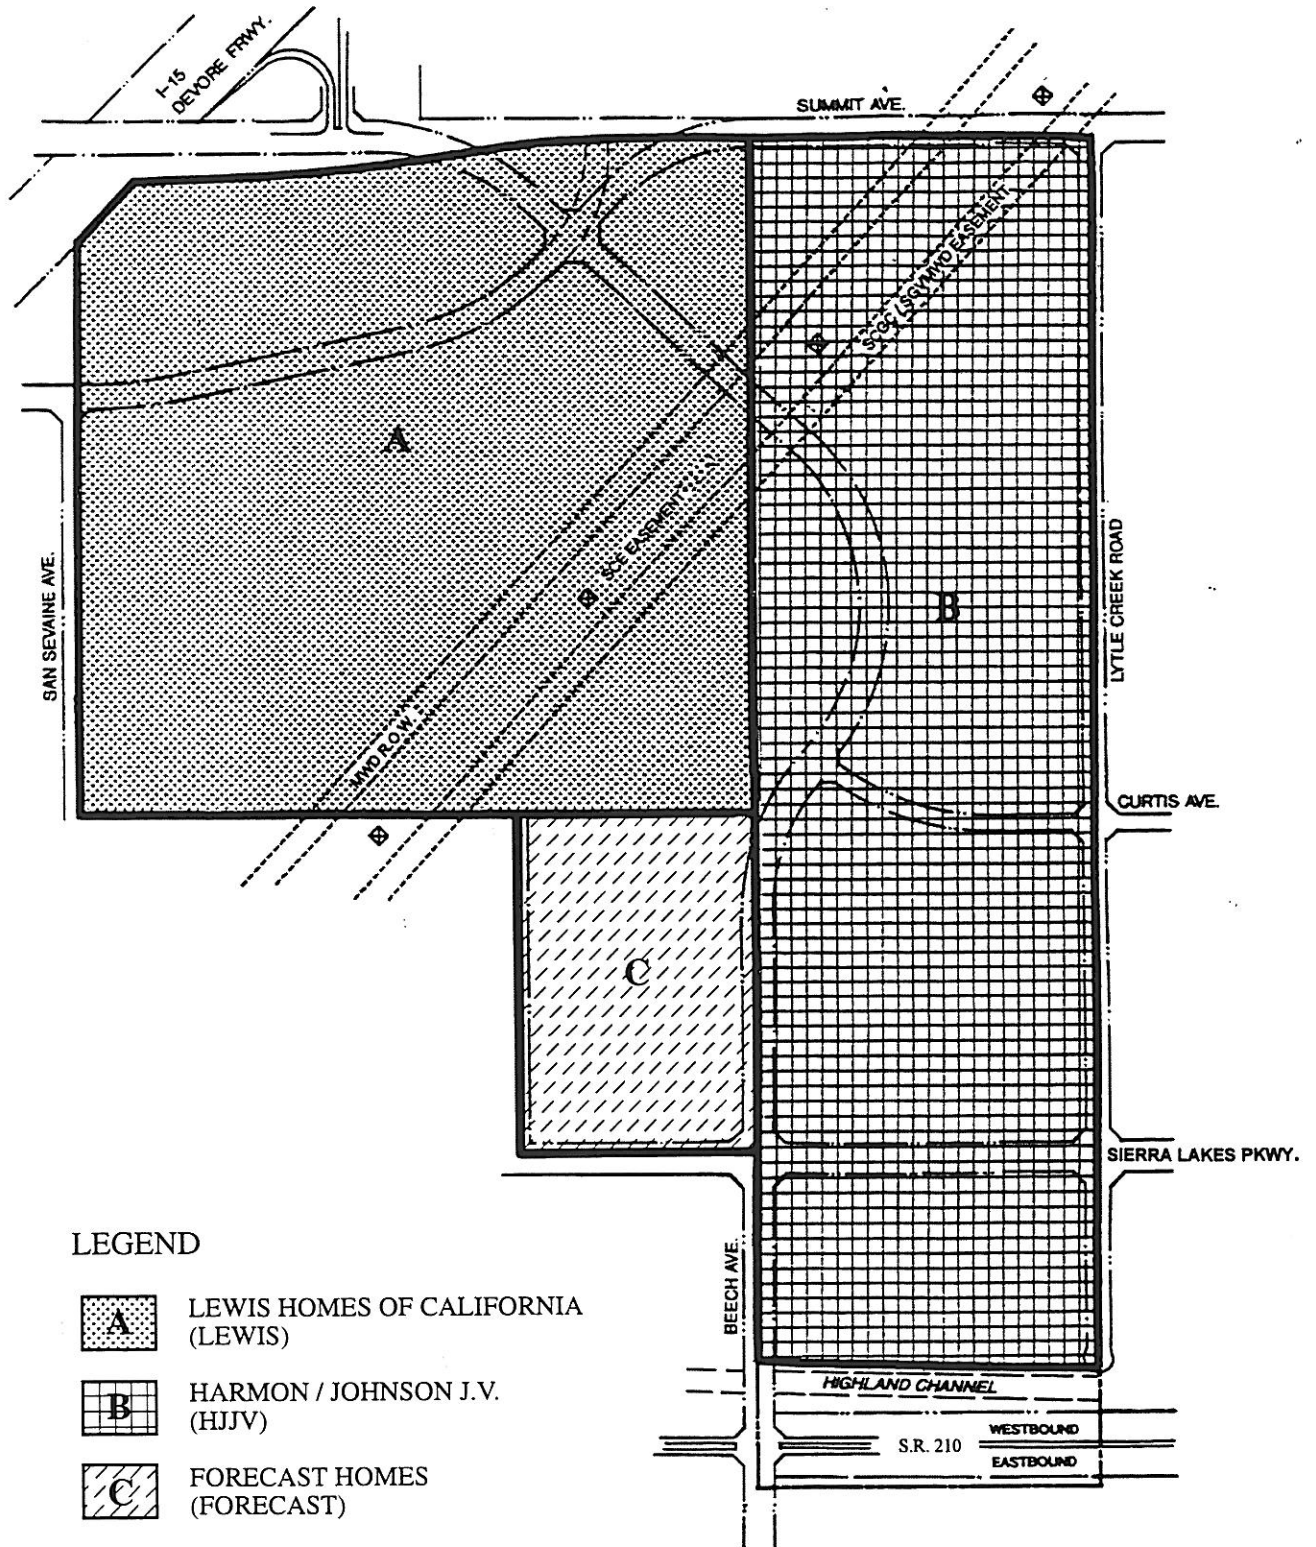 I-15
DEVORE FRWY.
SUMMIT AVE.
SCGC / SGVMWD EASEMENT
A
SCE EASEMENT
B
SAN SEVAINE AVE.
LYTLE CREEK ROAD
MWD R.O.W.
CURTIS AVE.
C
SIERRA LAKES PKWY.
BEECH AVE.
HIGHLAND CHANNEL
WESTBOUND
S.R. 210
EASTBOUND
LEGEND
A
LEWIS HOMES OF CALIFORNIA
(LEWIS)
B
HARMON / JOHNSON J.V.
(HJJV)
C
FORECAST HOMES
(FORECAST)